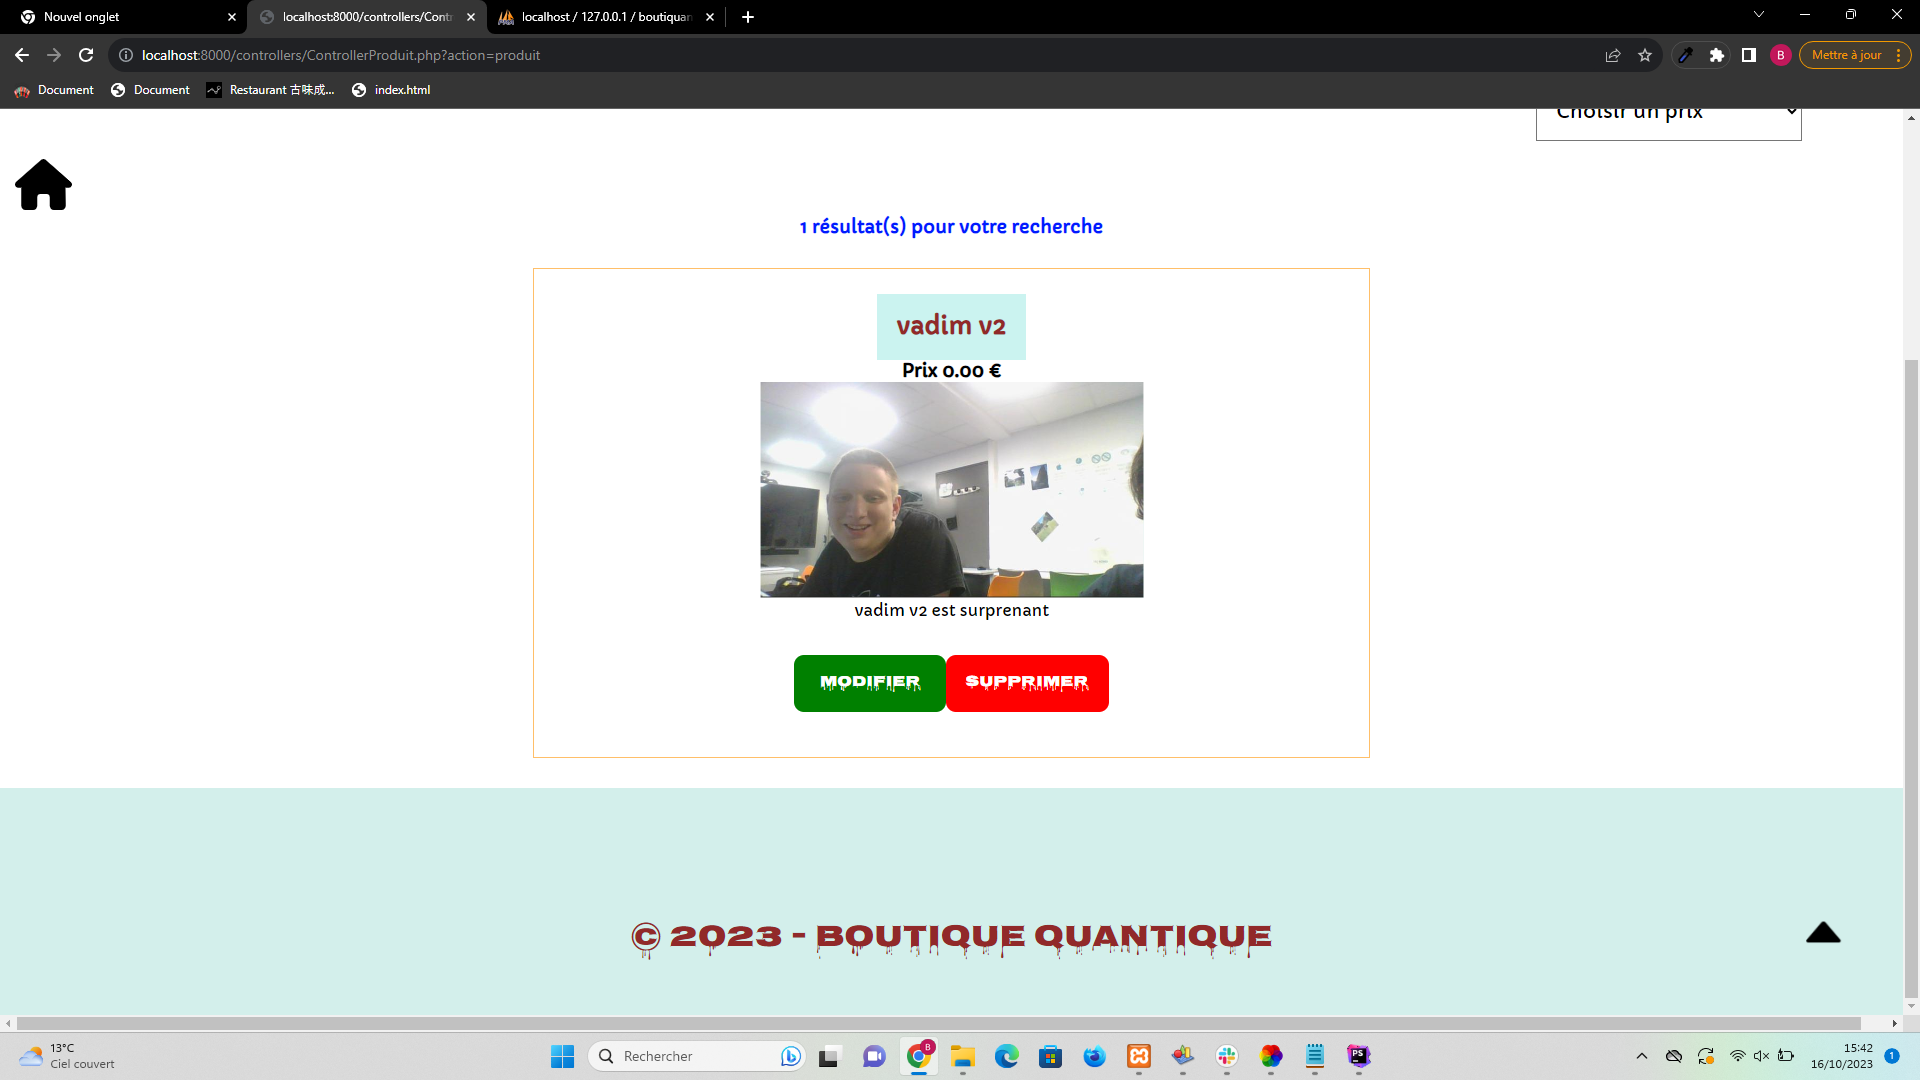 Nouvel onglet
localhost:8000/controllers/Contr
localhost / 127.0.0.1 / boutiquan
localhost:8000/controllers/ControllerProduit.php?action=produit
B
Mettre à jour
Document
Document
Restaurant 古味成...
index.html
Choisir un prix
1 résultat(s) pour votre recherche
vadim v2
Prix 0.00 €
vadim v2 est surprenant
MODIFIER
SUPPRIMER
© 2023 - BOUTIQUE QUANTIQUE
13°C
Ciel couvert
Rechercher
B
PS
15:42
16/10/2023
1